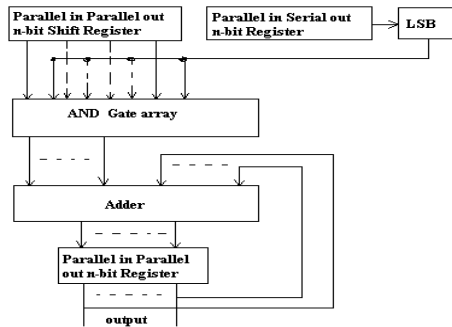 Parallel in Parallel out
n-bit Shift Register
Parallel in Serial out
n-bit Register
LSB
AND Gate array
Adder
Parallel in Parallel
out n-bit Register
output